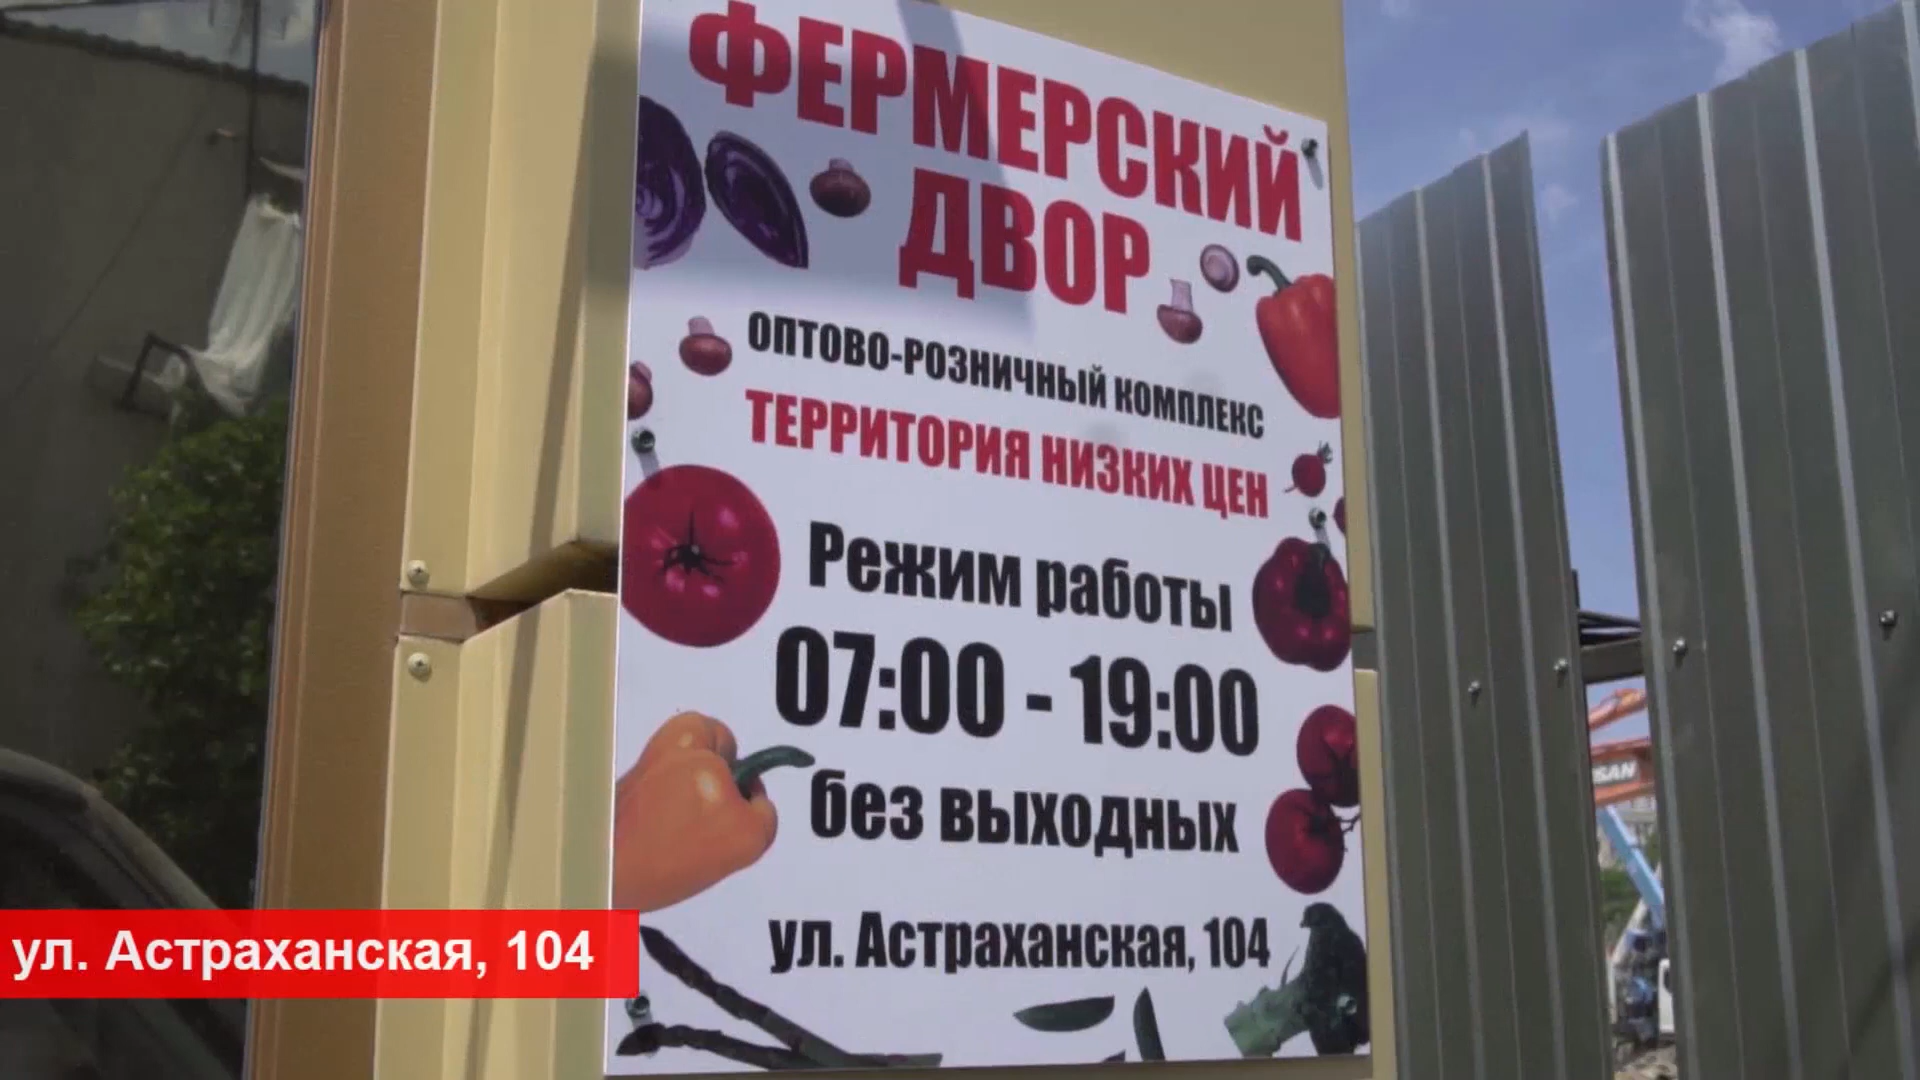 ФЕРМЕРСКИЙ
ДВОР
ОПТОВО-РОЗНИЧНЫЙ КОМПЛЕКС
ТЕРРИТОРИЯ НИЗКИХ ЦЕН
Режим работы
07:00 - 19:00
без выходных
ул. Астраханская, 104
ул. Астраханская, 104